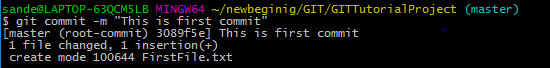 sande@LAPTOP-63QCM5LB MINGW64 ~/newbeginig/GIT/GITTutorialProject (master)
$ git commit -m "This is first commit"
[master (root-commit) 3089f5e] This is first commit
 1 file changed, 1 insertion(+)
 create mode 100644 FirstFile.txt